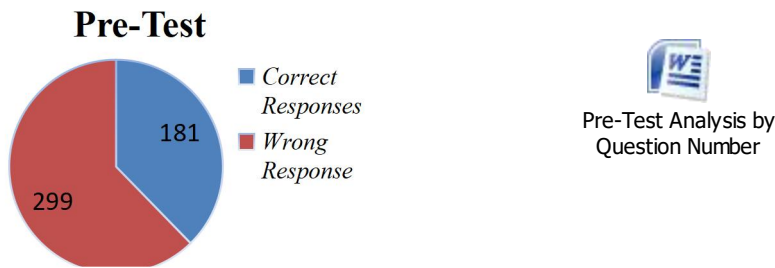 Pre-Test
181
299
Correct
Responses
Wrong
Response
W
Pre-Test Analysis by
Question Number